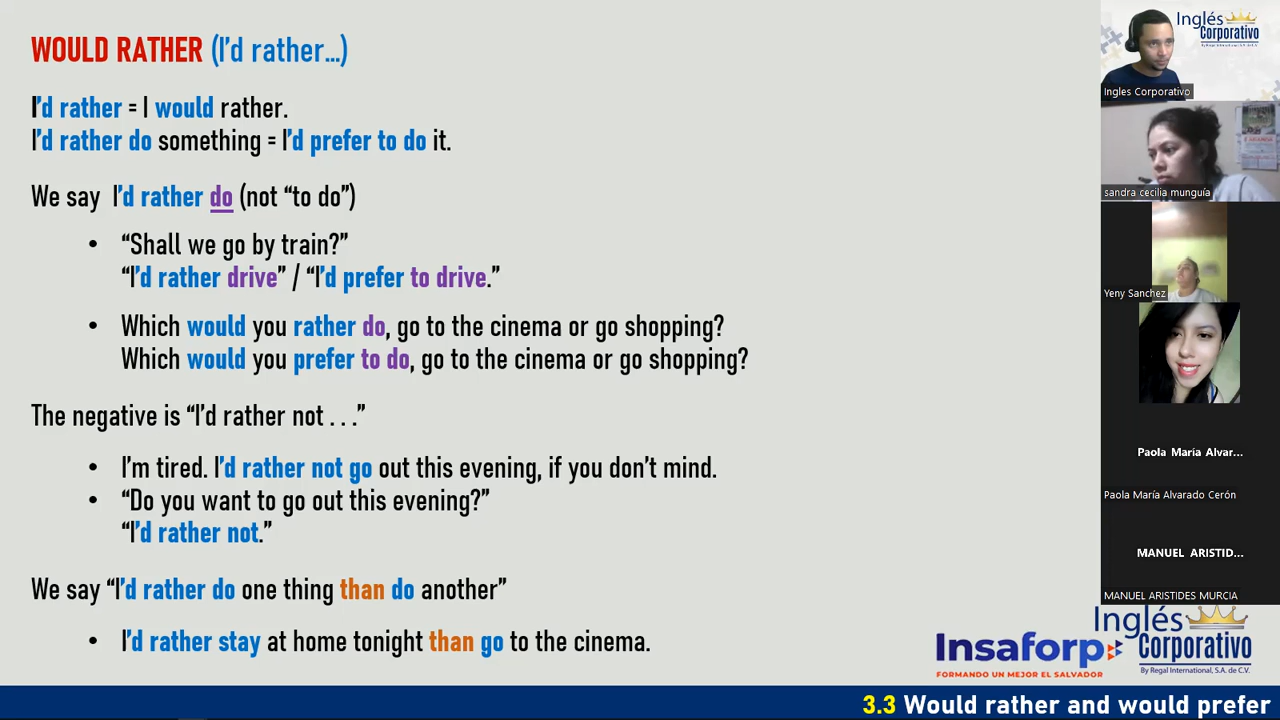 WOULD RATHER (I'd rather...)
I'd rather = I would rather.
I'd rather do something = I'd prefer to do it.
We say I'd rather do (not “to do”)
• “Shall we go by train?”
“I'd rather drive” / “I'd prefer to drive.”
• Which would you rather do, go to the cinema or go shopping?
Which would you prefer to do, go to the cinema or go shopping?
The negative is “I'd rather not . . .”
• I'm tired. I'd rather not go out this evening, if you don't mind.
• “Do you want to go out this evening?”
“I'd rather not.”
We say “I'd rather do one thing than do another”
• I'd rather stay at home tonight than go to the cinema.
Inglés
Corporativo
By Regal International, S.A. de C.V.
Ingles Corporativo
sandra cecilia munguía
Yeny Sanchez
Paola Maria Alvar...
Paola María Alvarado Cerón
MANUEL ARISTID...
MANUEL ARISTIDES MURCIA
Insaforp
FORMANDO UN MEJOR EL SALVADOR
Inglés
Corporativo
By Regal International, S.A. de C.V.
3.3 Would rather and would prefer